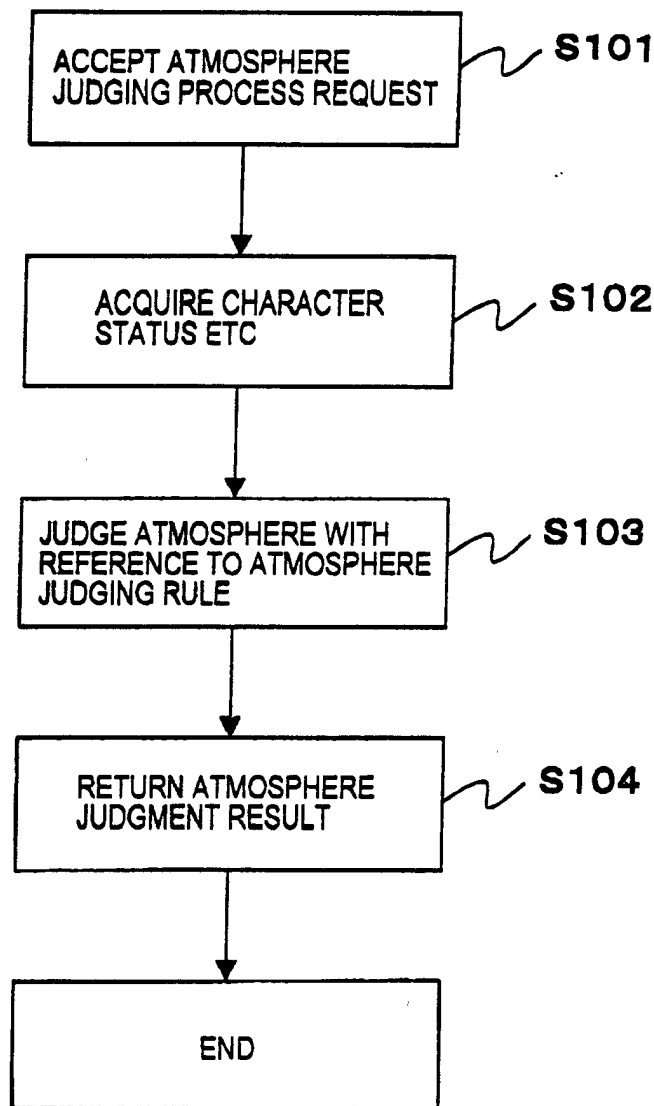 ACCEPT ATMOSPHERE
JUDGING PROCESS REQUEST
S101
ACQUIRE CHARACTER
STATUS ETC
S102
JUDGE ATMOSPHERE WITH
REFERENCE TO ATMOSPHERE
JUDGING RULE
S103
RETURN ATMOSPHERE
JUDGMENT RESULT
S104
END